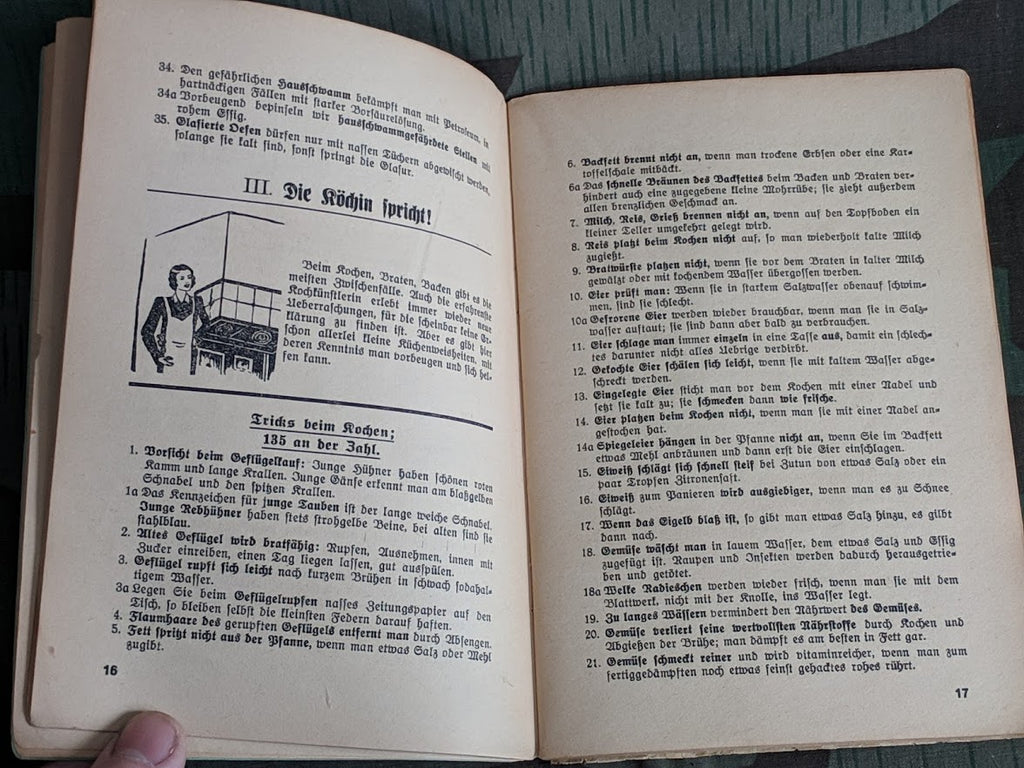 34. Den gefährlichen Hausschwamm bekämpft man mit Petroleum, in
hartnäckigen Fällen mit starker Borsäurelösung.
34a Vorbeugend bepinseln wir hausschwammgefährdete Stellen mit
rohem Essig.
35. Glasierte Oefen dürfen nur mit nassen Tüchern abgewischt werden,
solange sie kalt sind, sonst springt die Glasur.
III. Die Köchin spricht!
Beim Kochen, Braten, Backen gibt es die
meisten Zwischenfälle. Auch die erfahrenste
Kochkünstlerin erlebt immer wieder neue
Ueberraschungen, für die scheinbar keine Er-
klärung zu finden ist. Aber es gibt hier
schon allerlei kleine Küchenweisheiten, mit
deren Kenntnis man vorbeugen und sich hel-
fen kann.
Tricks beim Kochen;
135 an der Zahl.
1. Vorsicht beim Geflügelkauf: Junge Hühner haben schönen roten
Kamm und lange Krallen. Junge Gänse erkennt man am blaßgelben
Schnabel und den spitzen Krallen.
1a Das Kennzeichen für junge Tauben ist der lange weiche Schnabel.
Junge Rebhühner haben stets strohgelbe Beine, bei alten sind sie
stahlblau.
2. Altes Geflügel wird bratfähig: Rupfen, Ausnehmen, innen mit
Zucker einreiben, einen Tag liegen lassen, gut ausspülen.
3. Geflügel rupft sich leicht nach kurzem Brühen in schwach sodahal-
tigem Wasser.
3a Legen Sie beim Geflügelrupfen nasses Zeitungspapier auf den
Tisch, so bleiben selbst die kleinsten Federn darauf haften.
4. Flaumhaare des gerupften Geflügels entfernt man durch Absengen.
5. Fett spritzt nicht aus der Pfanne, wenn man etwas Salz oder Mehl
zugibt.
16
6. Backfett brennt nicht an, wenn man trockene Erbsen oder eine Kar-
toffelschale mitbäckt.
6a Das schnelle Bräunen des Backfettes beim Backen und Braten ver-
hindert auch eine zugegebene kleine Mohrrübe; sie zieht außerdem
allen brenzlichen Geschmack an.
7. Milch, Reis, Grieß brennen nicht an, wenn auf den Topfboden ein
kleiner Teller umgekehrt gelegt wird.
8. Reis platzt beim Kochen nicht auf, so man wiederholt kalte Milch
zugießt.
9. Bratwürste platzen nicht, wenn sie vor dem Braten in kalter Milch
gewälzt oder mit kochendem Wasser übergossen werden.
10. Eier prüft man: Wenn sie in starkem Salzwasser obenauf schwim-
men, sind sie schlecht.
10a Gefrorene Eier werden wieder brauchbar, wenn man sie in Salz-
wasser auftaut; sie sind dann aber bald zu verbrauchen.
11. Eier schlage man immer einzeln in eine Tasse aus, damit ein schlech-
tes darunter nicht alles Uebrige verdirbt.
12. Gekochte Eier schälen sich leicht, wenn sie mit kaltem Wasser abge-
schreckt werden.
13. Eingelegte Eier sticht man vor dem Kochen mit einer Nadel und
setzt sie kalt zu; sie schmecken dann wie frische.
14. Eier platzen beim Kochen nicht, wenn man sie mit einer Nadel an-
gestochen hat.
14a Spiegeleier hängen in der Pfanne nicht an, wenn Sie im Backfett
etwas Mehl anbräunen und dann erst die Eier einschlagen.
15. Eiweiß schlägt sich schnell steif bei Zutun von etwas Salz oder ein
paar Tropfen Zitronensaft.
16. Eiweiß zum Panieren wird ausgiebiger, wenn man es zu Schnee
schlägt.
17. Wenn das Eigelb blaß ist, so gibt man etwas Salz hinzu, es gilbt
dann nach.
18. Gemüse wäscht man in lauem Wasser, dem etwas Salz und Essig
zugefügt ist. Raupen und Insekten werden dadurch herausgetrie-
ben und getötet.
18a Welke Radieschen werden wieder frisch, wenn man sie mit dem
Blattwerk, nicht mit der Knolle, ins Wasser legt.
19. Zu langes Wässern vermindert den Nährwert des Gemüses.
20. Gemüse verliert seine wertvollsten Nährstoffe durch Kochen und
Abgießen der Brühe; man dämpft es am besten in Fett gar.
21. Gemüse schmeckt reiner und wird vitaminreicher, wenn man zum
fertiggedämpften noch etwas feinst gehacktes rohes rührt.
17